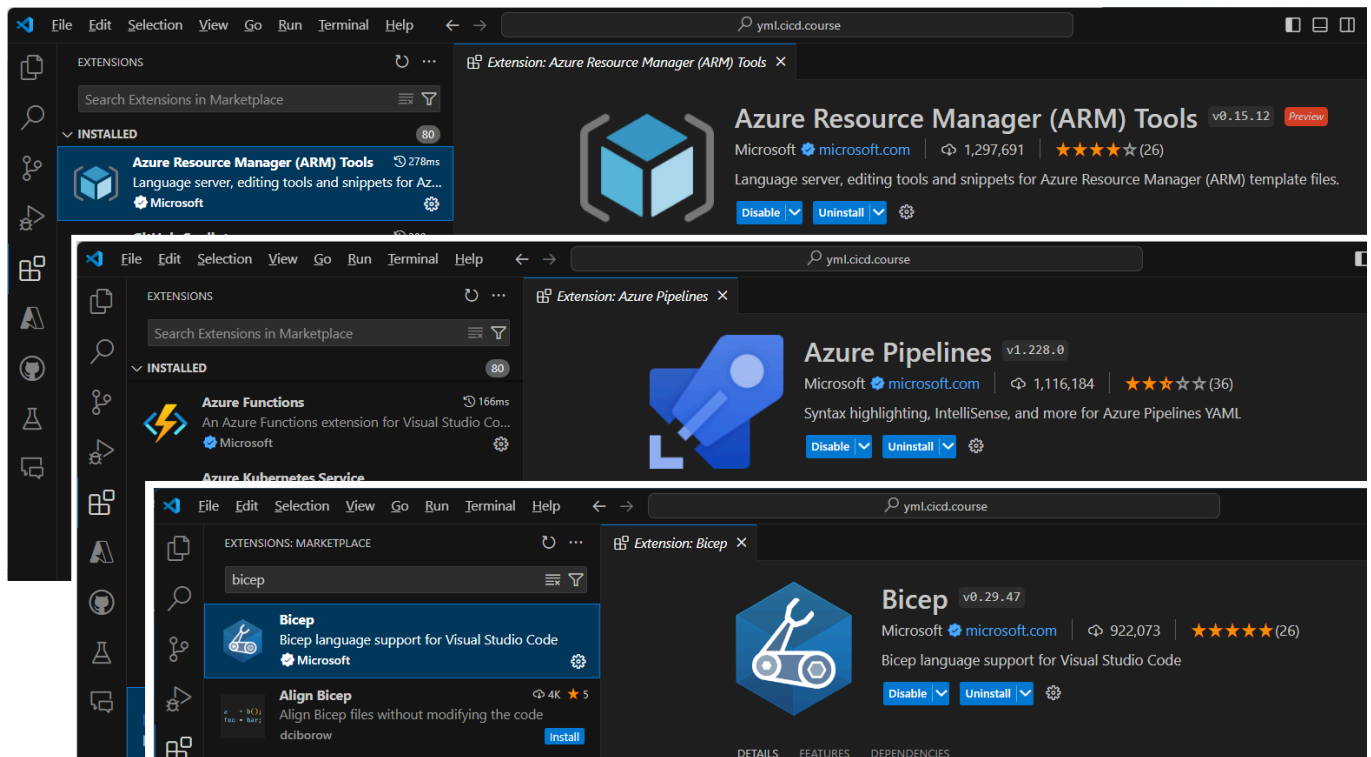 File Edit Selection View Go Run Terminal Help
yml.cicd.course
EXTENSIONS
Extension: Azure Resource Manager (ARM) Tools
Search Extensions in Marketplace
INSTALLED
80
Azure Resource Manager (ARM) Tools
278ms
Language server, editing tools and snippets for Az...
Microsoft
Azure Resource Manager (ARM) Tools v0.15.12 Preview
Microsoft microsoft.com 1,297,691 (26)
Language server, editing tools and snippets for Azure Resource Manager (ARM) template files.
Disable Uninstall
File Edit Selection View Go Run Terminal Help
yml.cicd.course
EXTENSIONS
Extension: Azure Pipelines
Search Extensions in Marketplace
INSTALLED
80
Azure Functions
166ms
An Azure Functions extension for Visual Studio Co...
Microsoft
Azure Kubernetes Service
Azure Pipelines v1.228.0
Microsoft microsoft.com 1,116,184 (36)
Syntax highlighting, IntelliSense, and more for Azure Pipelines YAML
Disable Uninstall
File Edit Selection View Go Run Terminal Help
yml.cicd.course
EXTENSIONS: MARKETPLACE
Extension: Bicep
bicep
Bicep
Bicep language support for Visual Studio Code
Microsoft
Align Bicep
4K 5
Align Bicep files without modifying the code
dciborow
Install
a = b();
foo = bar;
Bicep v0.29.47
Microsoft microsoft.com 922,073 (26)
Bicep language support for Visual Studio Code
Disable Uninstall
DETAILS FEATURES DEPENDENCIES